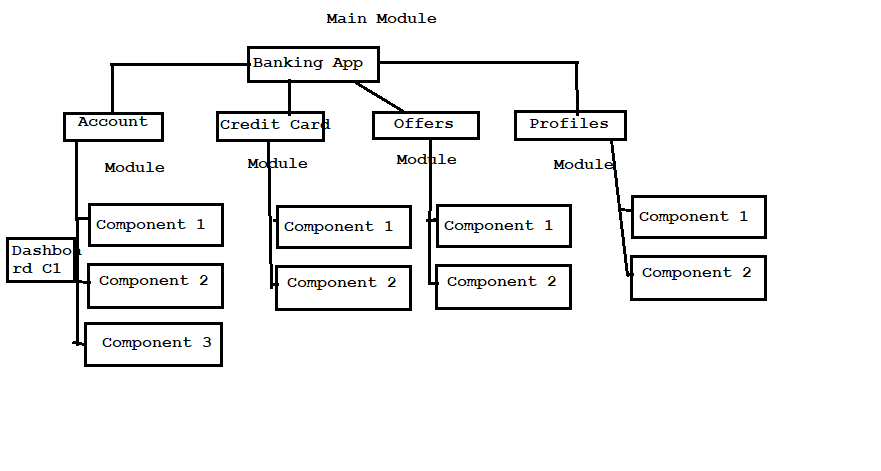 Main Module
Banking App
Account
Credit Card
Offers
Profiles
Module
Module
Module
Module
Component 1
Component 1
Component 1
Component 1
Dashboa
rd C1
Component 2
Component 2
Component 2
Component 2
Component 3